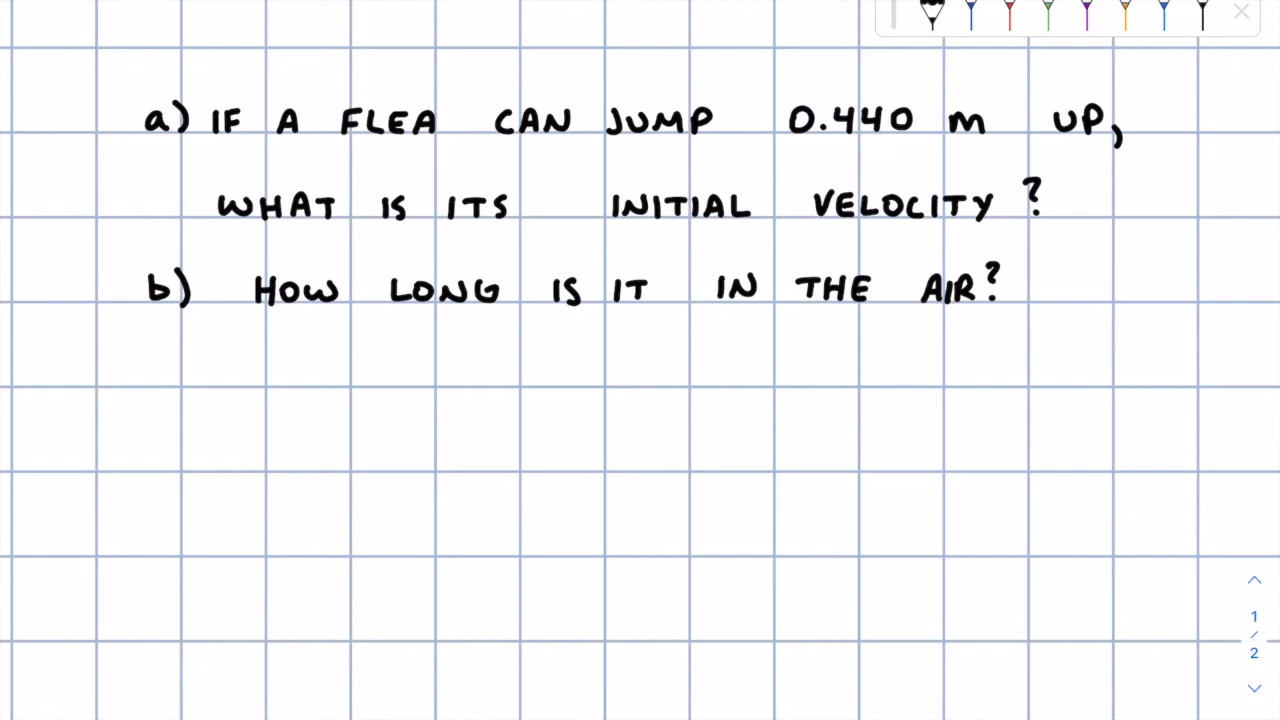 a) IF A FLEA CAN JUMP 0.440 m UP,
WHAT IS ITS INITIAL VELOCITY?
b) HOW LONG IS IT IN THE AIR?
1
/
2